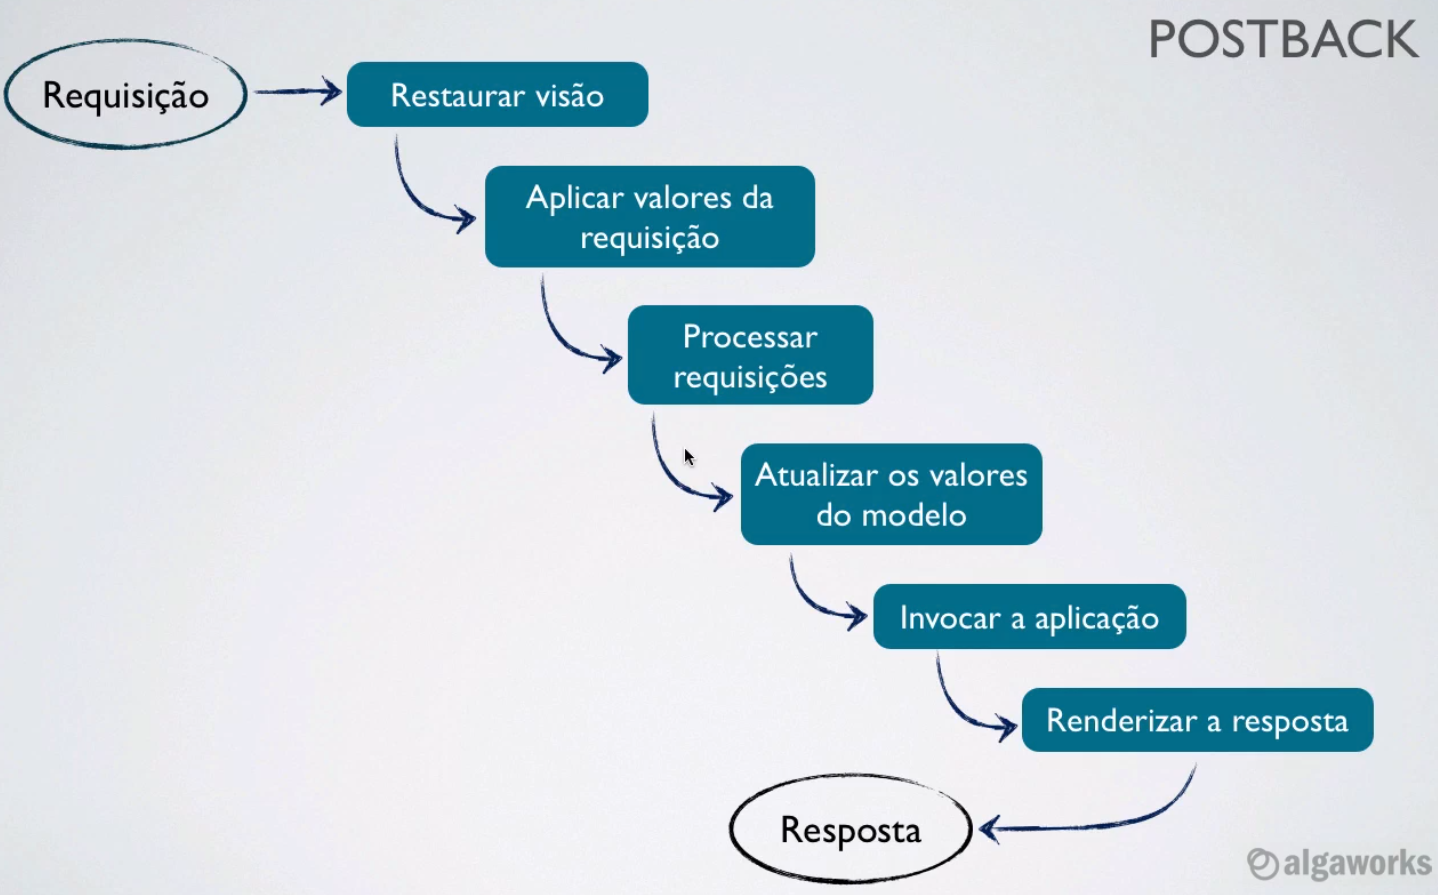 POSTBACK
Requisição
Restaurar visão
Aplicar valores da
requisição
Processar
requisições
Atualizar os valores
do modelo
Invocar a aplicação
Renderizar a resposta
Resposta
algaworks